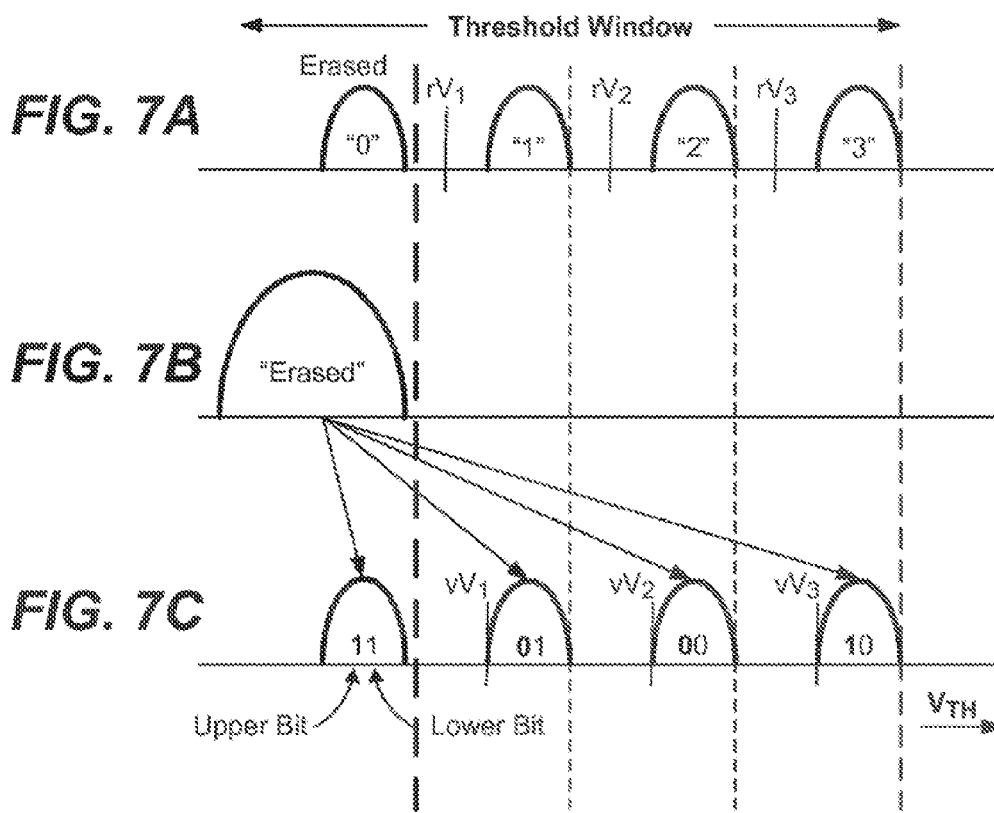 Threshold Window
Erased
FIG. 7A
rV1
rV2
rV3
"0"
"1"
"2"
"3"
FIG. 7B
"Erased"
FIG. 7C
vV1
vV2
vV3
11
01
00
10
Upper Bit
Lower Bit
VTH